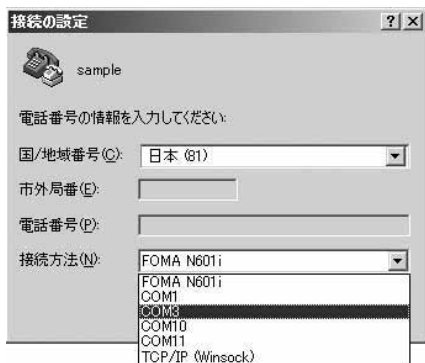 接続の設定
sample
電話番号の情報を入力してください:
国/地域番号(C): 日本 (81)
市外局番(E):
電話番号(P):
接続方法(N): FOMA N601i
FOMA N601i
COM1
COM3
COM10
COM11
TCP/IP (Winsock)